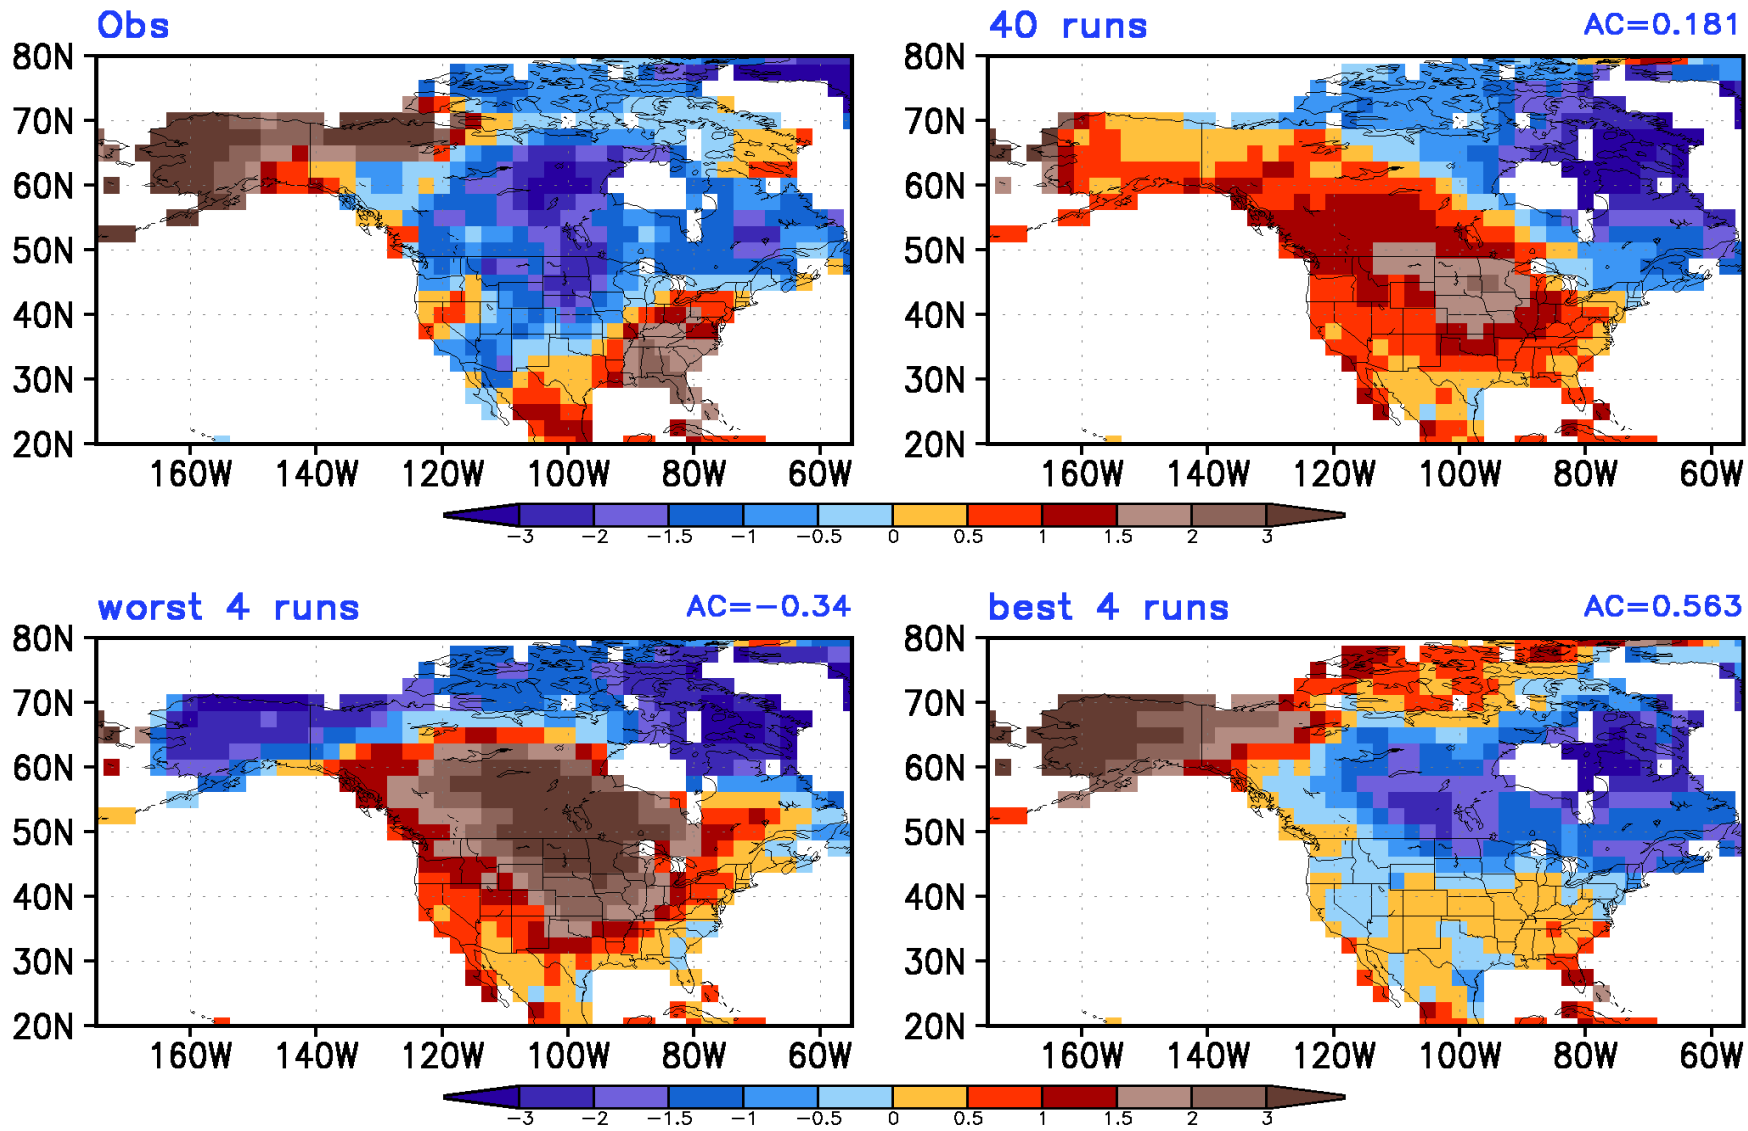 Obs
40 runs AC=0.181
80N 80N
70N 70N
60N 60N
50N 50N
40N 40N
30N 30N
20N 20N
160W 140W 120W 100W 80W 60W 160W 140W 120W 100W 80W 60W
−3 −2 −1.5 −1 −0.5 0 0.5 1 1.5 2 3
worst 4 runs AC=−0.34
best 4 runs AC=0.563
80N 80N
70N 70N
60N 60N
50N 50N
40N 40N
30N 30N
20N 20N
160W 140W 120W 100W 80W 60W 160W 140W 120W 100W 80W 60W
−3 −2 −1.5 −1 −0.5 0 0.5 1 1.5 2 3